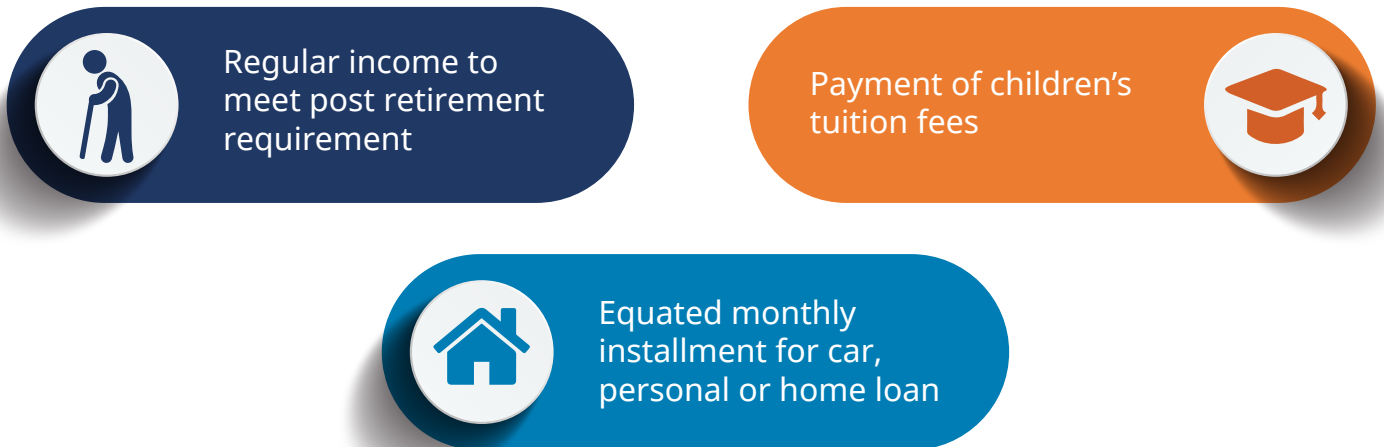 Regular income to
meet post retirement
requirement
Payment of children’s
tuition fees
Equated monthly
installment for car,
personal or home loan